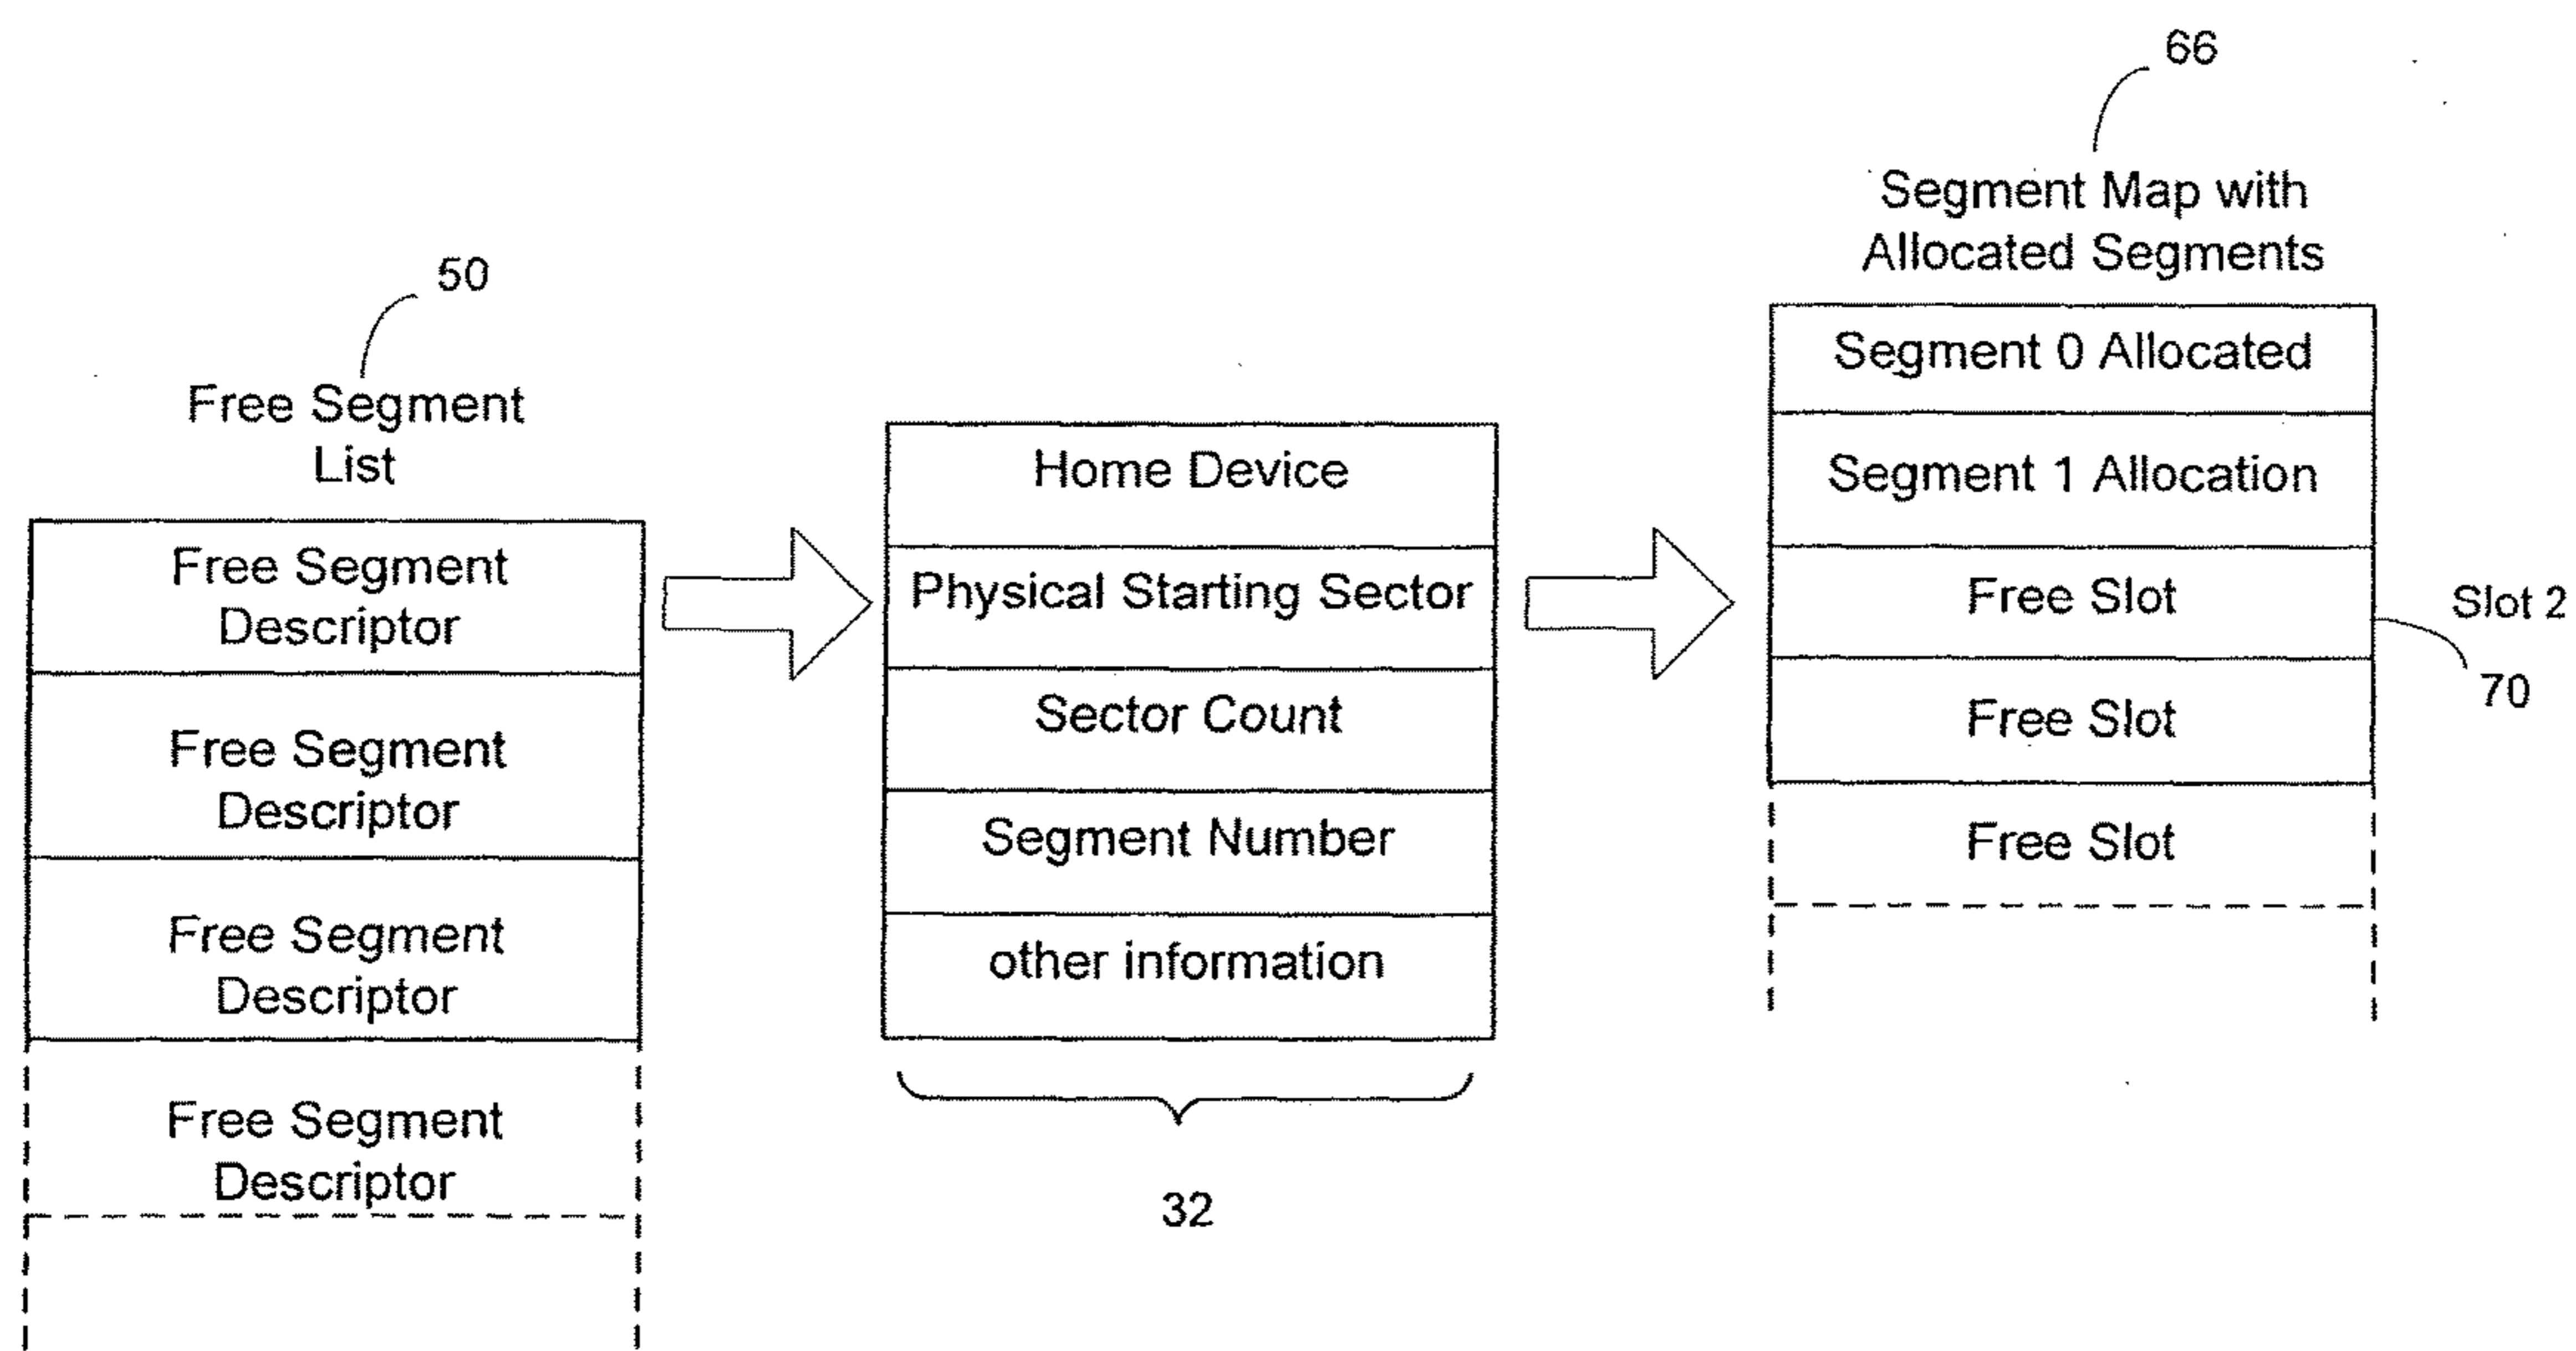 50
Free Segment
List
Free Segment
Descriptor
Free Segment
Descriptor
Free Segment
Descriptor
Free Segment
Descriptor
Home Device
Physical Starting Sector
Sector Count
Segment Number
other information
32
66
Segment Map with
Allocated Segments
Segment 0 Allocated
Segment 1 Allocation
Free Slot
Free Slot
Free Slot
Slot 2
70